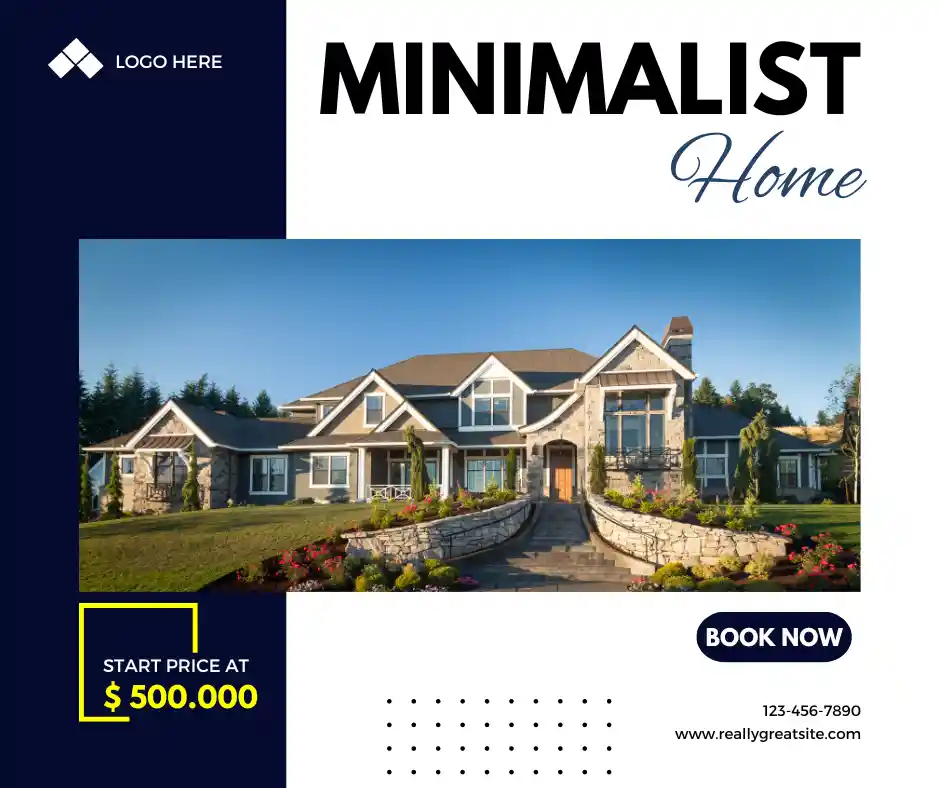 LOGO HERE
MINIMALIST
Home
START PRICE AT
$ 500.000
BOOK NOW
123-456-7890
www.reallygreatsite.com